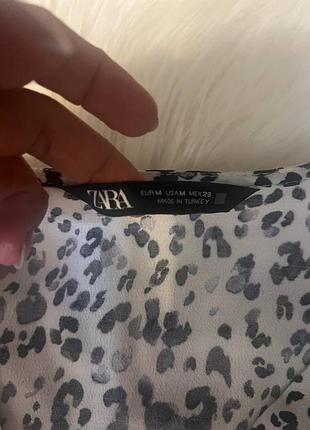 ZARA
EUR M USA M MEX 28
MADE IN TURKEY